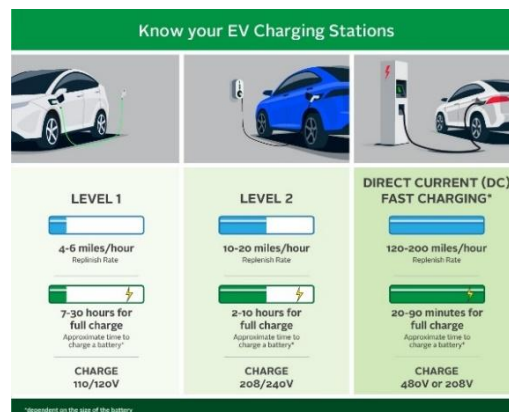 Know your EV Charging Stations
LEVEL 1
4-6 miles/hour
Replinish Rate
7-30 hours for
full charge
Approximate time to
charge a battery*
CHARGE
110/120V
LEVEL 2
10-20 miles/hour
Replenish Rate
2-10 hours for
full charge
Approximate time to
charge a battery*
CHARGE
208/240V
DIRECT CURRENT (DC)
FAST CHARGING*
120-200 miles/hour
Replenish Rate
20-90 minutes for
full charge
Approximate time to
charge a battery*
CHARGE
480V or 208V
*dependent on the size of the battery